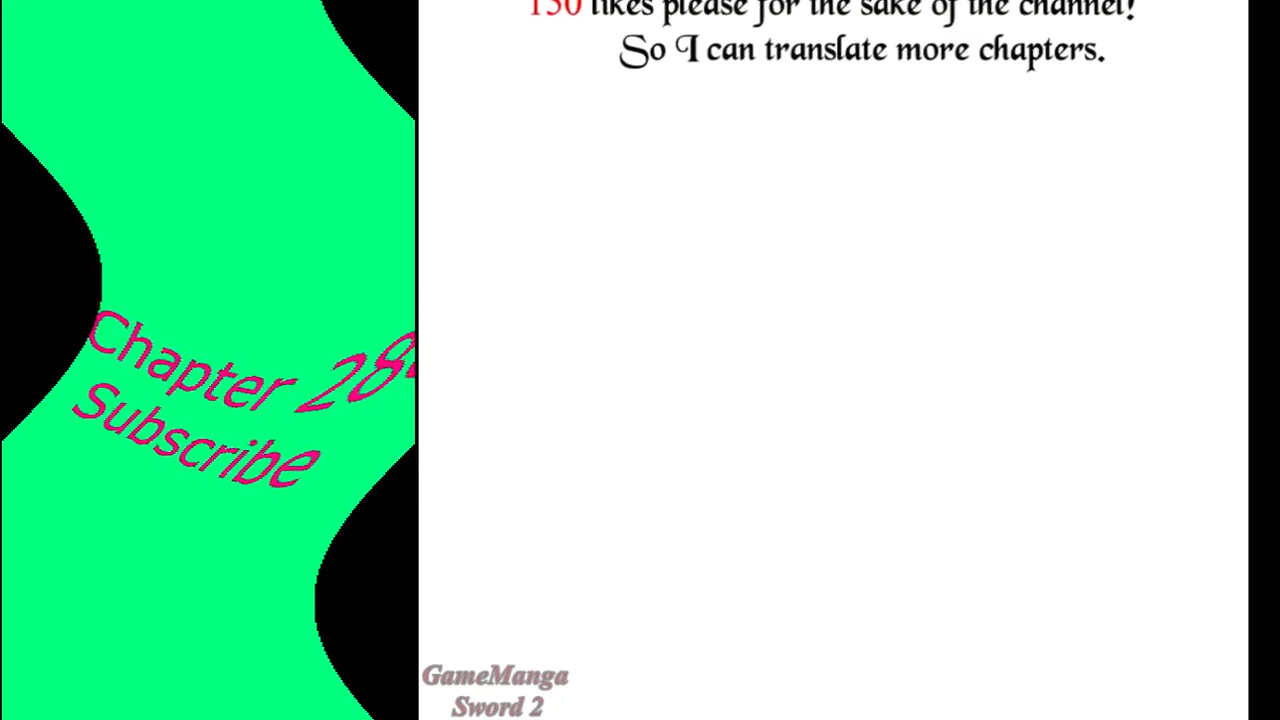 150 likes please for the sake of the channel!
So I can translate more chapters.
Chapter 28
Subscribe
GameManga
Sword 2